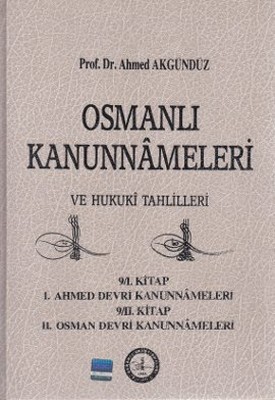 Prof. Dr. Ahmed AKGÜNDÜZ
OSMANLI
KANUNNÂMELERİ
VE HUKUKÎ TAHLİLLERİ
9/I. KİTAP
I. AHMED DEVRİ KANUNNÂMELERİ
9/II. KİTAP
II. OSMAN DEVRİ KANUNNÂMELERİ